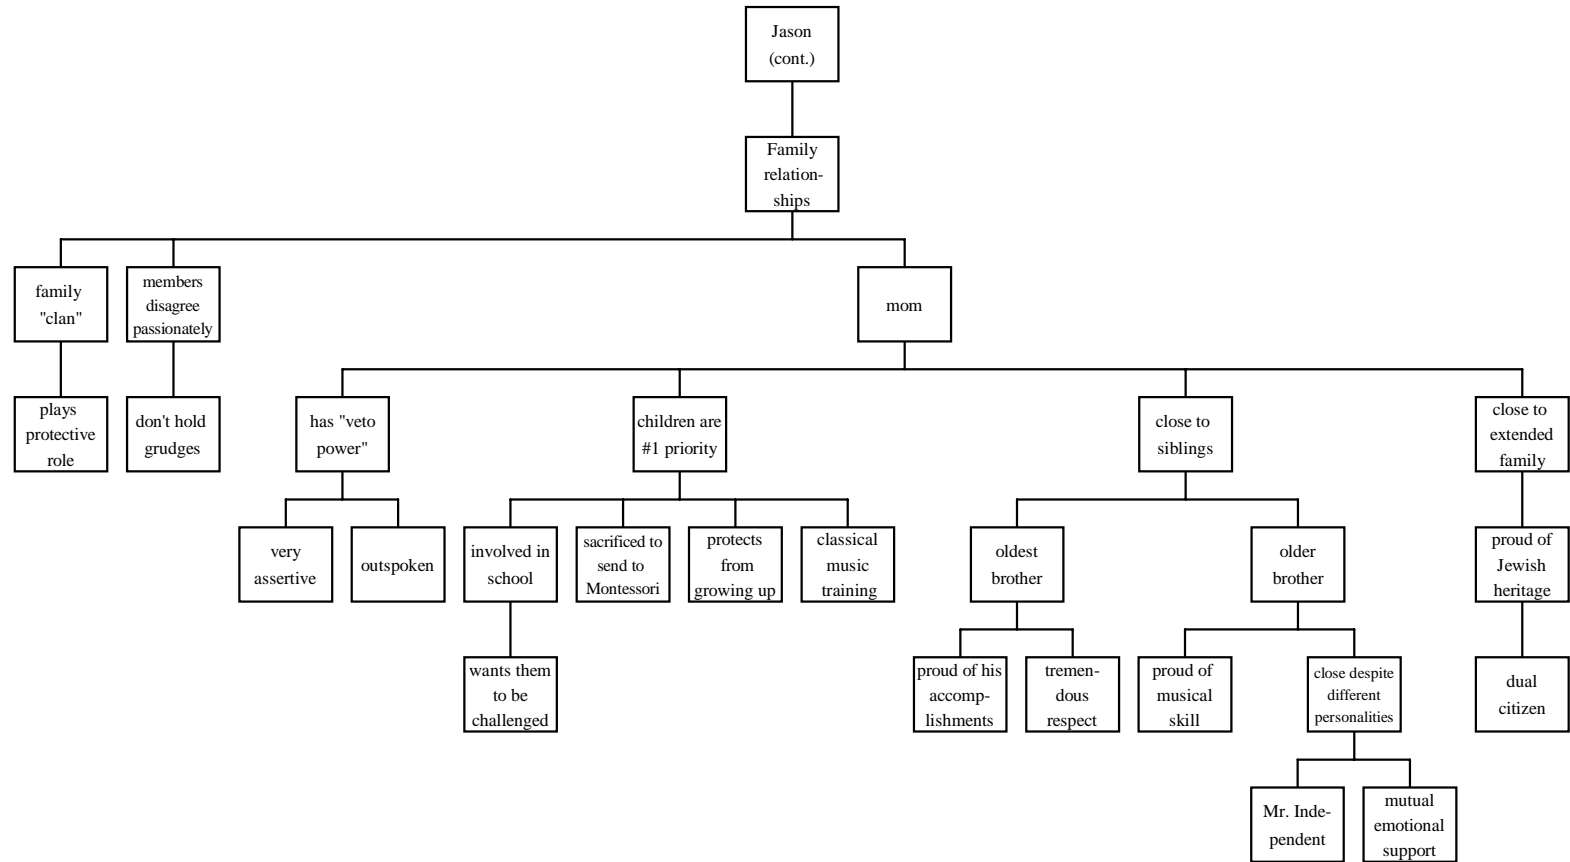 Jason
(cont.)
Family
relation-
ships
family
"clan"
members
disagree
passionately
mom
plays
protective
role
don't hold
grudges
has "veto
power"
children are
#1 priority
close to
siblings
close to
extended
family
very
assertive
outspoken
involved in
school
sacrificed to
send to
Montessori
protects
from
growing up
classical
music
training
oldest
brother
older
brother
proud of
Jewish
heritage
wants them
to be
challenged
proud of his
accomp-
lishments
tremen-
dous
respect
proud of
musical
skill
close despite
different
personalities
dual
citizen
Mr. Inde-
pendent
mutual
emotional
support